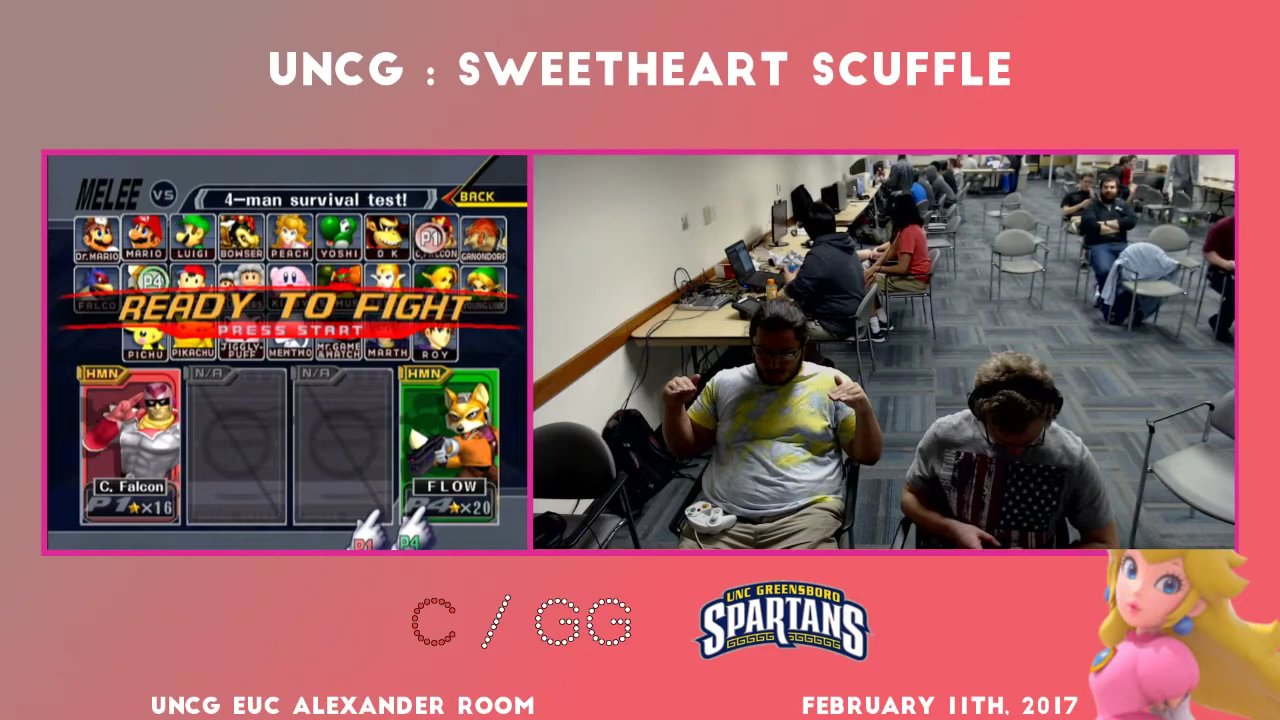 UNCG : SWEETHEART SCUFFLE
MELEE VS 4-man survival test! BACK
DR.MARIO MARIO LUIGI BOWSER PEACH YOSHI DK C.FALCON GANONDORF
FALCO
READY TO FIGHT
PRESS START
PICHU PIKACHU JIGGLY-PUFF MEWTWO MR.GAME &WATCH MARTH ROY
HMN N/A N/A HMN
C. Falcon FLOW
P1 ★×16 P4 ★×20
P1 P4
C / GG
UNC GREENSBORO
SPARTANS
UNCG EUC ALEXANDER ROOM
FEBRUARY 11TH, 2017